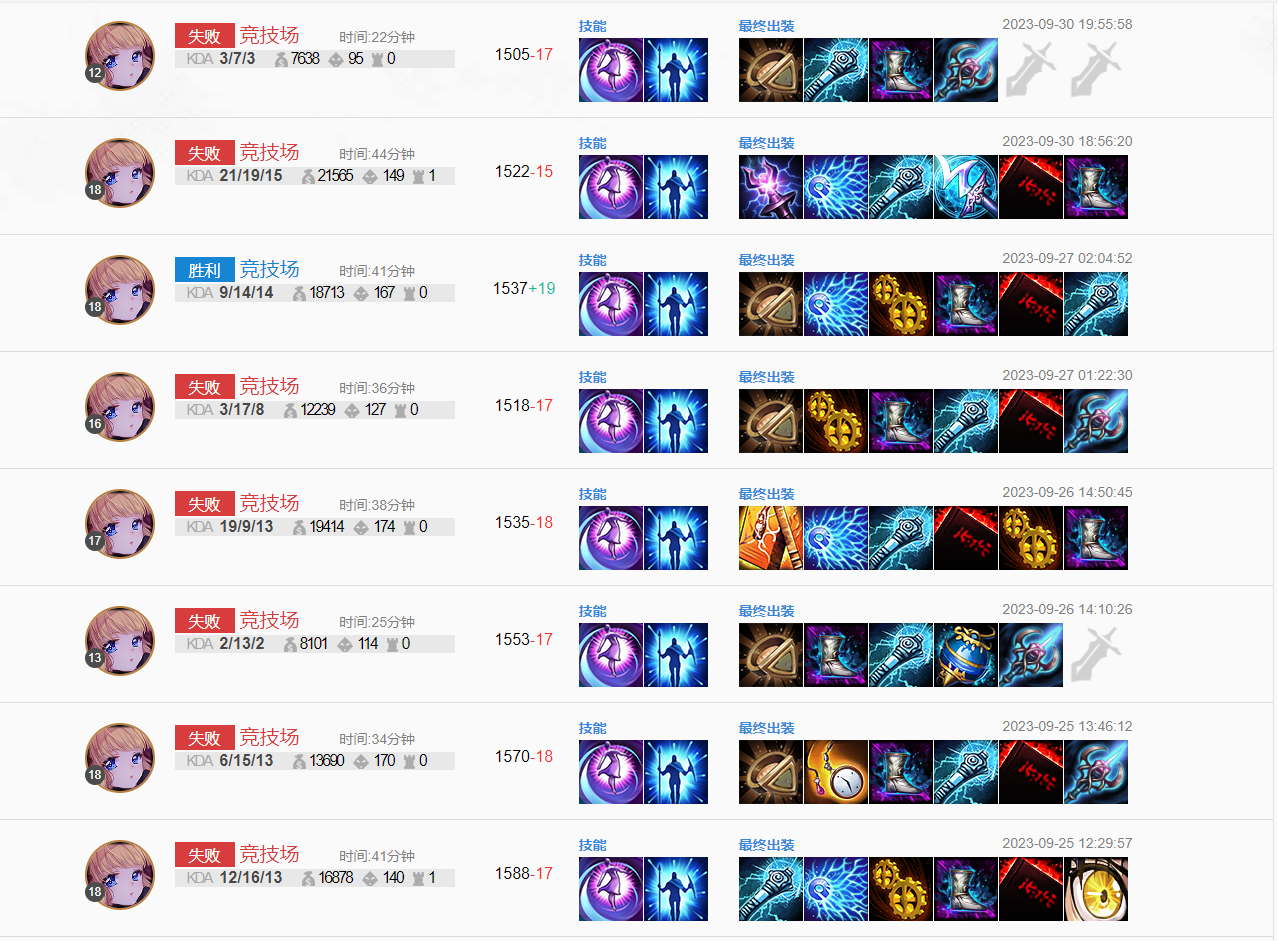 12 失败 竞技场 时间:22分钟 技能 最终出装 2023-09-30 19:55:58
KDA 3/7/3 7638 95 0 1505-17
18 失败 竞技场 时间:44分钟 技能 最终出装 2023-09-30 18:56:20
KDA 21/19/15 21565 149 1 1522-15
18 胜利 竞技场 时间:41分钟 技能 最终出装 2023-09-27 02:04:52
KDA 9/14/14 18713 167 0 1537+19
16 失败 竞技场 时间:36分钟 技能 最终出装 2023-09-27 01:22:30
KDA 3/17/8 12239 127 0 1518-17
17 失败 竞技场 时间:38分钟 技能 最终出装 2023-09-26 14:50:45
KDA 19/9/13 19414 174 0 1535-18
13 失败 竞技场 时间:25分钟 技能 最终出装 2023-09-26 14:10:26
KDA 2/13/2 8101 114 0 1553-17
18 失败 竞技场 时间:34分钟 技能 最终出装 2023-09-25 13:46:12
KDA 6/15/13 13690 170 0 1570-18
18 失败 竞技场 时间:41分钟 技能 最终出装 2023-09-25 12:29:57
KDA 12/16/13 16878 140 1 1588-17